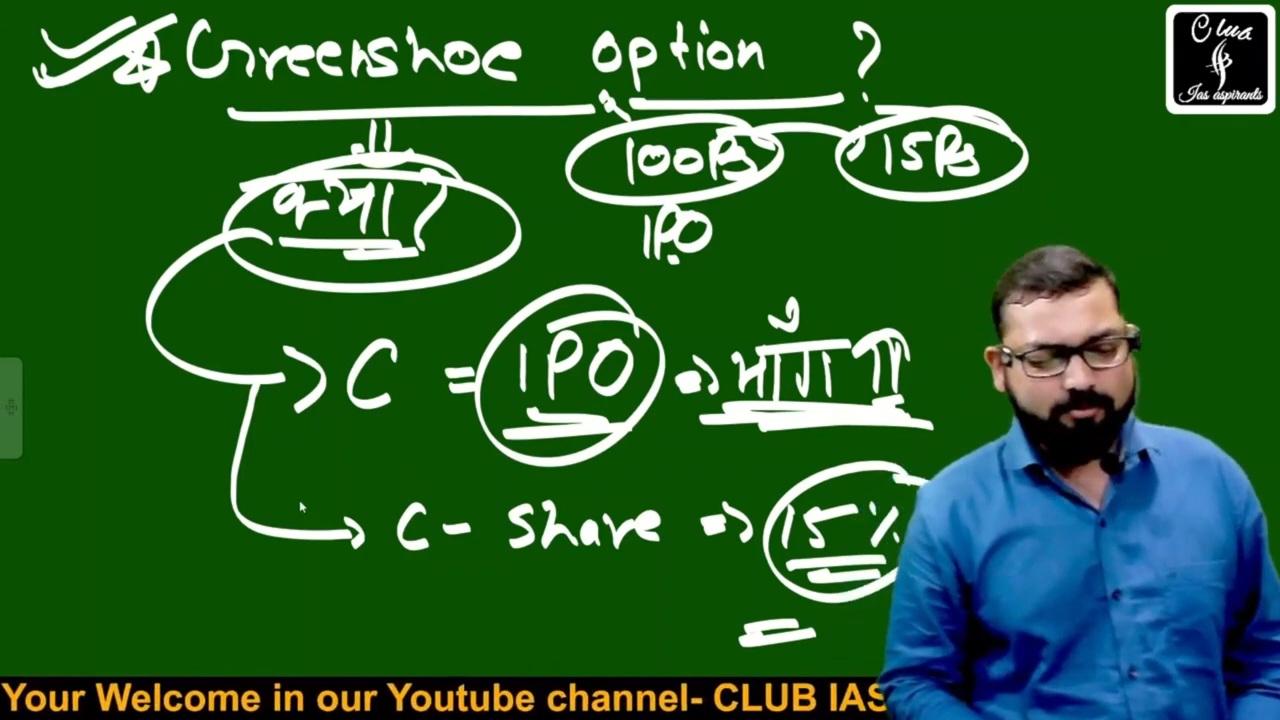 Greenshoe option ?
100Rs 15Rs
क्या?
IPO
C = IPO ⇒ माँग ↑↑
C - Share ⇒ 15%
Club
Ias aspirants
Your Welcome in our Youtube channel- CLUB IAS